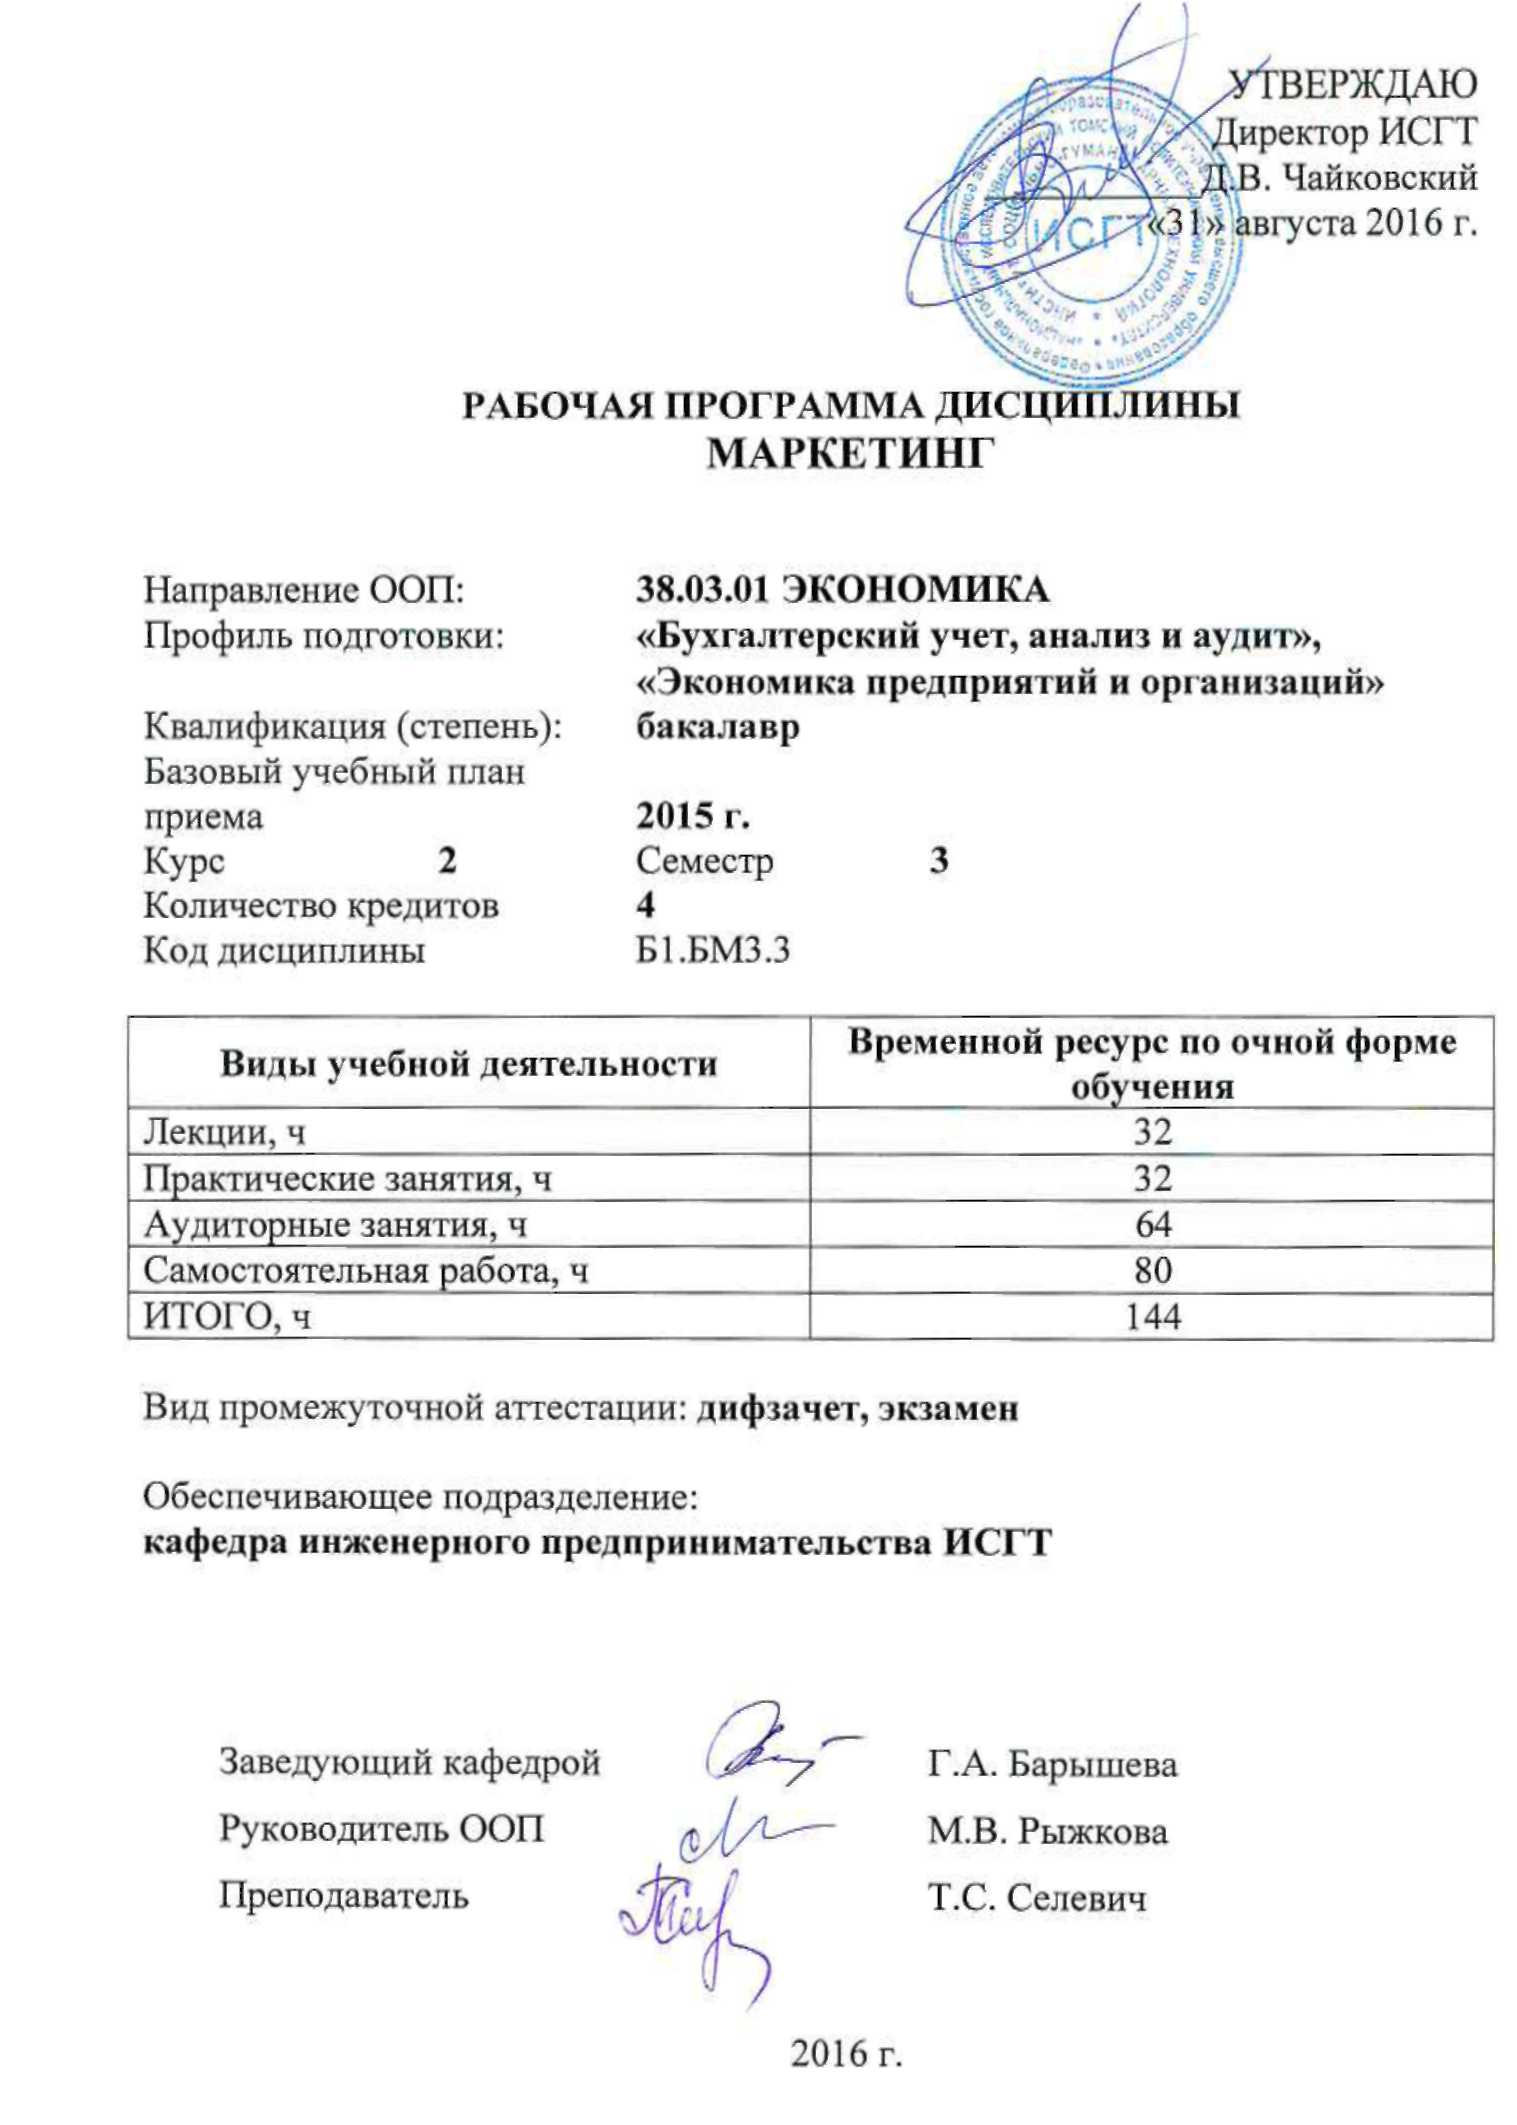 УТВЕРЖДАЮ
Директор ИСГТ
Д.В. Чайковский
«31» августа 2016 г.
ИСГТ
РАБОЧАЯ ПРОГРАММА ДИСЦИПЛИНЫ
МАРКЕТИНГ
Направление ООП: 38.03.01 ЭКОНОМИКА
Профиль подготовки: «Бухгалтерский учет, анализ и аудит»,
«Экономика предприятий и организаций»
Квалификация (степень): бакалавр
Базовый учебный план
приема 2015 г.
Курс 2 Семестр 3
Количество кредитов 4
Код дисциплины Б1.БМ3.3
Виды учебной деятельности Временной ресурс по очной форме
обучения
Лекции, ч 32
Практические занятия, ч 32
Аудиторные занятия, ч 64
Самостоятельная работа, ч 80
ИТОГО, ч 144
Вид промежуточной аттестации: дифзачет, экзамен
Обеспечивающее подразделение:
кафедра инженерного предпринимательства ИСГТ
Заведующий кафедрой Г.А. Барышева
Руководитель ООП М.В. Рыжкова
Преподаватель Т.С. Селевич
2016 г.